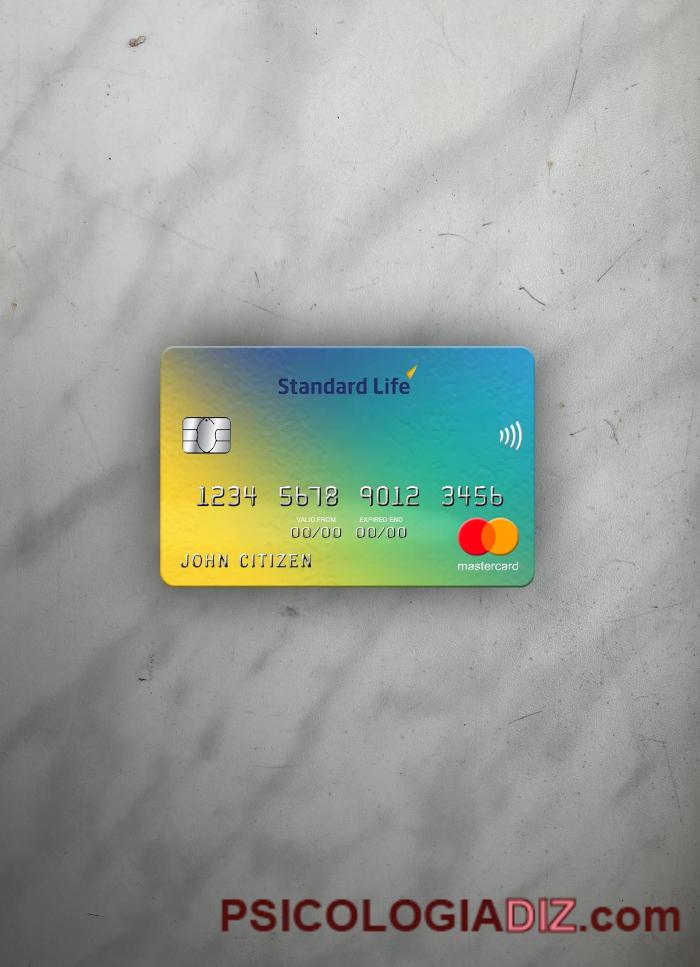 Standard Life
1234 5678 9012 3456
VALID FROM EXPIRED END
00/00 00/00
JOHN CITIZEN
mastercard
PSICOLOGIADIZ.com